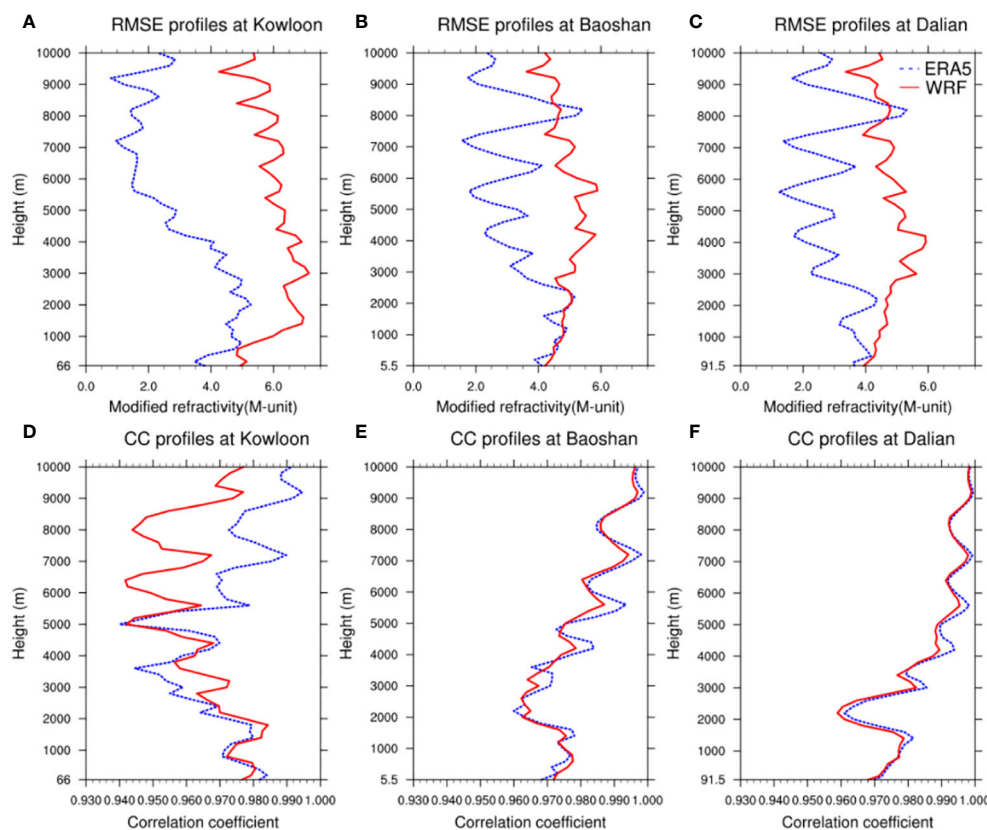 A RMSE profiles at Kowloon
10000
9000
8000
7000
6000
5000
4000
3000
2000
1000
66
Height (m)
0.0 2.0 4.0 6.0
Modified refractivity(M-unit)
B RMSE profiles at Baoshan
10000
9000
8000
7000
6000
5000
4000
3000
2000
1000
5.5
Height (m)
0.0 2.0 4.0 6.0
Modified refractivity(M-unit)
C RMSE profiles at Dalian
ERA5
WRF
10000
9000
8000
7000
6000
5000
4000
3000
2000
1000
91.5
Height (m)
0.0 2.0 4.0 6.0
Modified refractivity(M-unit)
D CC profiles at Kowloon
10000
9000
8000
7000
6000
5000
4000
3000
2000
1000
66
Height (m)
0.930 0.940 0.950 0.960 0.970 0.980 0.990 1.000
Correlation coefficient
E CC profiles at Baoshan
10000
9000
8000
7000
6000
5000
4000
3000
2000
1000
5.5
Height (m)
0.930 0.940 0.950 0.960 0.970 0.980 0.990 1.000
Correlation coefficient
F CC profiles at Dalian
10000
9000
8000
7000
6000
5000
4000
3000
2000
1000
91.5
Height (m)
0.930 0.940 0.950 0.960 0.970 0.980 0.990 1.000
Correlation coefficient